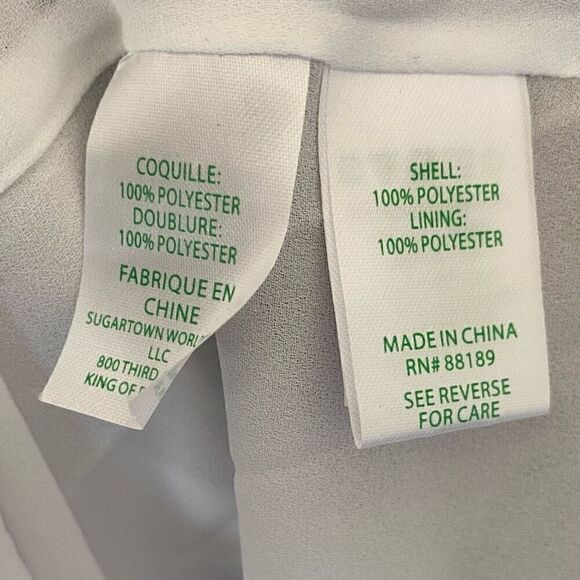 COQUILLE:
100% POLYESTER
DOUBLURE:
100% POLYESTER
FABRIQUE EN
CHINE
SUGARTOWN
LLC
800 THIRD
KING OF
SHELL:
100% POLYESTER
LINING:
100% POLYESTER
MADE IN CHINA
RN# 88189
SEE REVERSE
FOR CARE